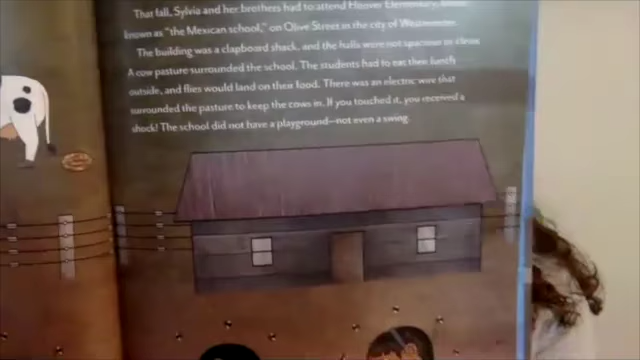 That fall, Sylvia and her brothers had to attend Hoover Elementary,
known as "the Mexican school," on Olive Street in the city of Westminster.
The building was a clapboard shack, and the halls were not spacious or clean.
A cow pasture surrounded the school. The students had to eat their lunch
outside, and flies would land on their food. There was an electric wire that
surrounded the pasture to keep the cows in. If you touched it, you received a
shock! The school did not have a playground—not even a swing.